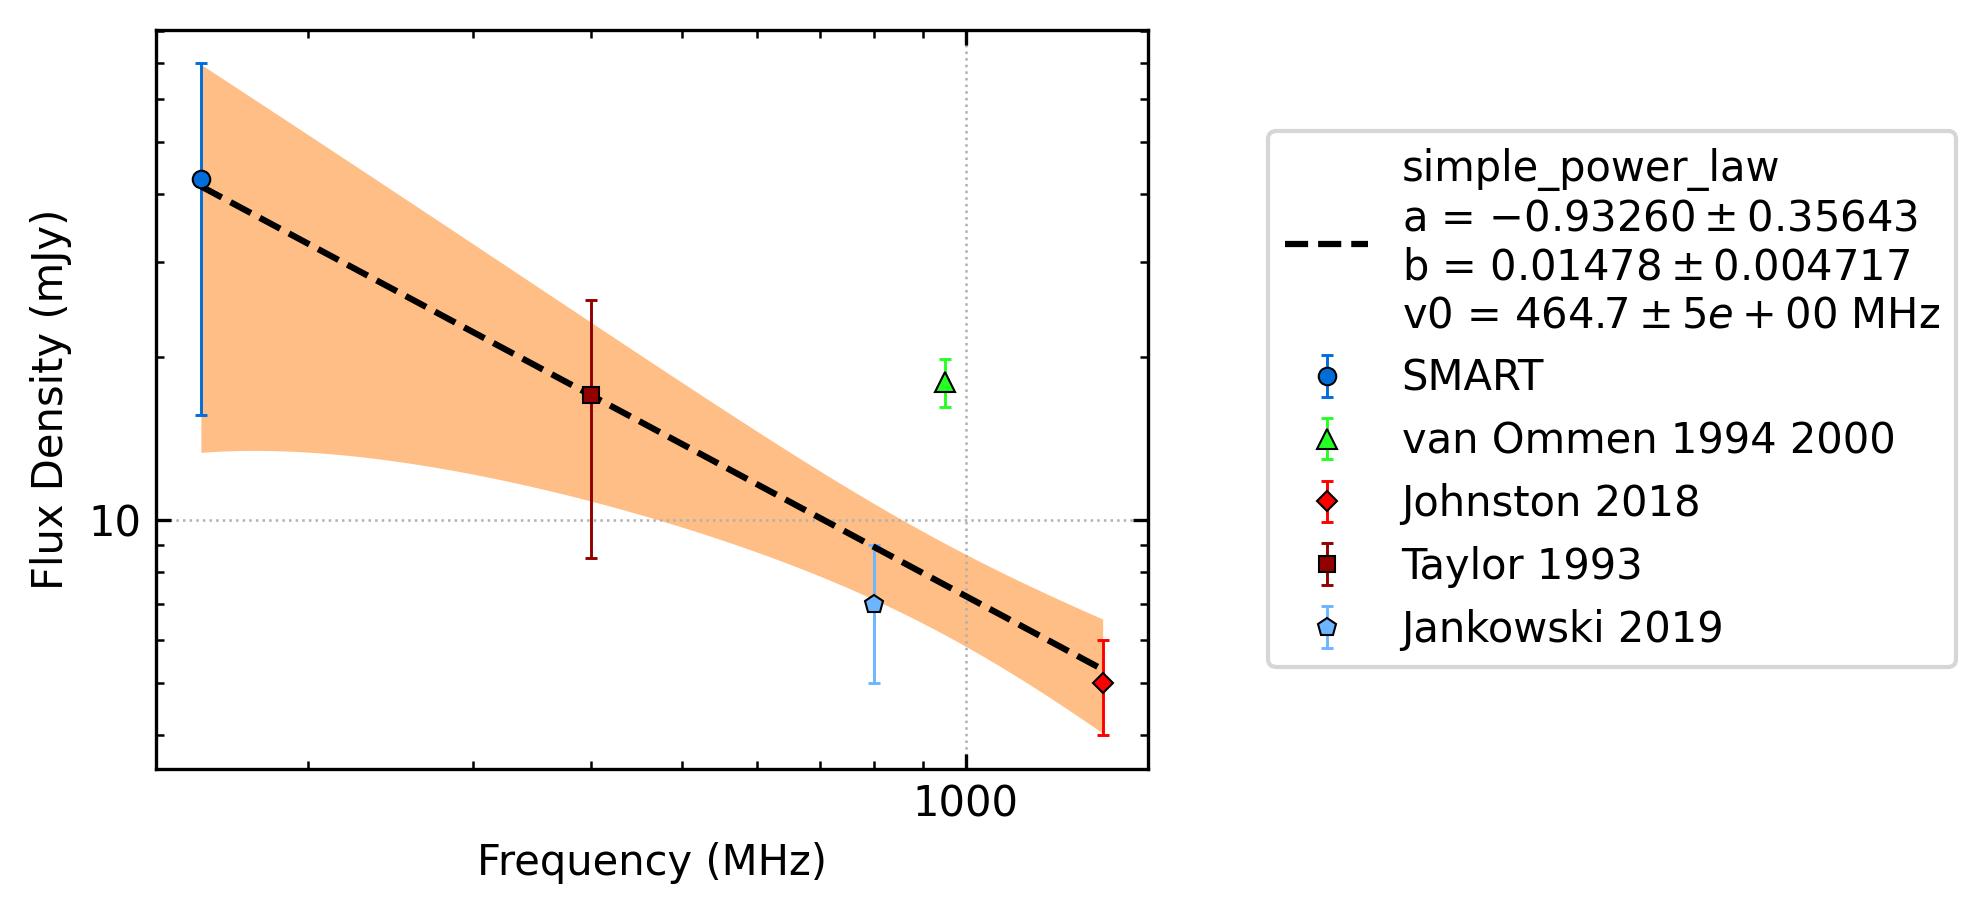 Flux Density (mJy)
10
1000
Frequency (MHz)
simple_power_law
a = −0.93260 ± 0.35643
b = 0.01478 ± 0.004717
v0 = 464.7 ± 5e + 00 MHz
SMART
van Ommen 1994 2000
Johnston 2018
Taylor 1993
Jankowski 2019